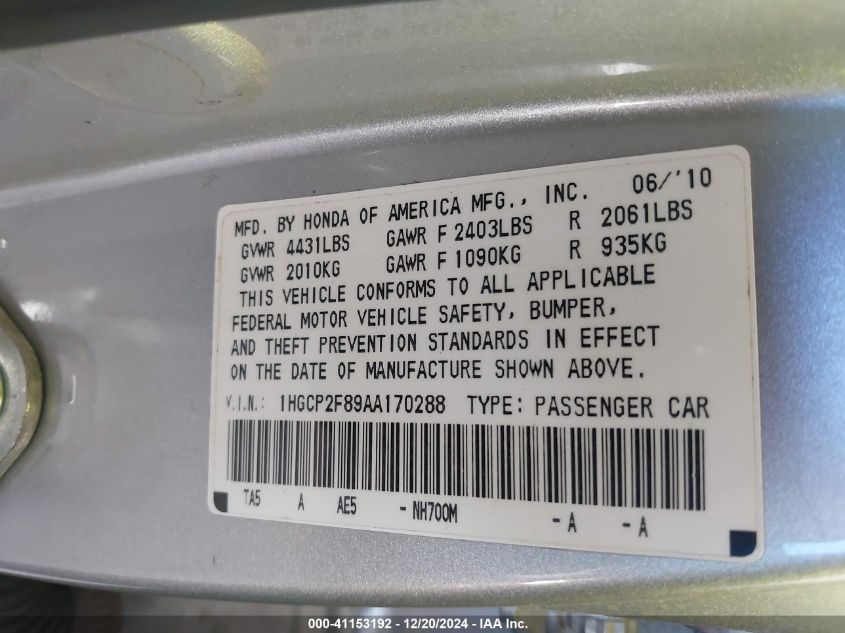 MFD. BY HONDA OF AMERICA MFG., INC. 06/'10
GVWR 4431LBS GAWR F 2403LBS R 2061LBS
GVWR 2010KG GAWR F 1090KG R 935KG
THIS VEHICLE CONFORMS TO ALL APPLICABLE
FEDERAL MOTOR VEHICLE SAFETY, BUMPER,
AND THEFT PREVENTION STANDARDS IN EFFECT
ON THE DATE OF MANUFACTURE SHOWN ABOVE.
V.I.N.: 1HGCP2F89AA170288 TYPE: PASSENGER CAR
TA5 A AE5 -NH700M -A -A
000-41153192 - 12/20/2024 - IAA Inc.